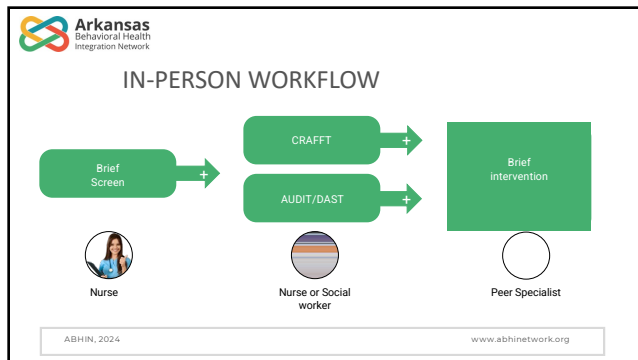 Arkansas
Behavioral Health
Integration Network
IN-PERSON WORKFLOW
CRAFFT
+
Brief
Screen
+
Brief
intervention
AUDIT/DAST
+
Nurse
Nurse or Social
worker
Peer Specialist
ABHIN, 2024
www.abhinetwork.org